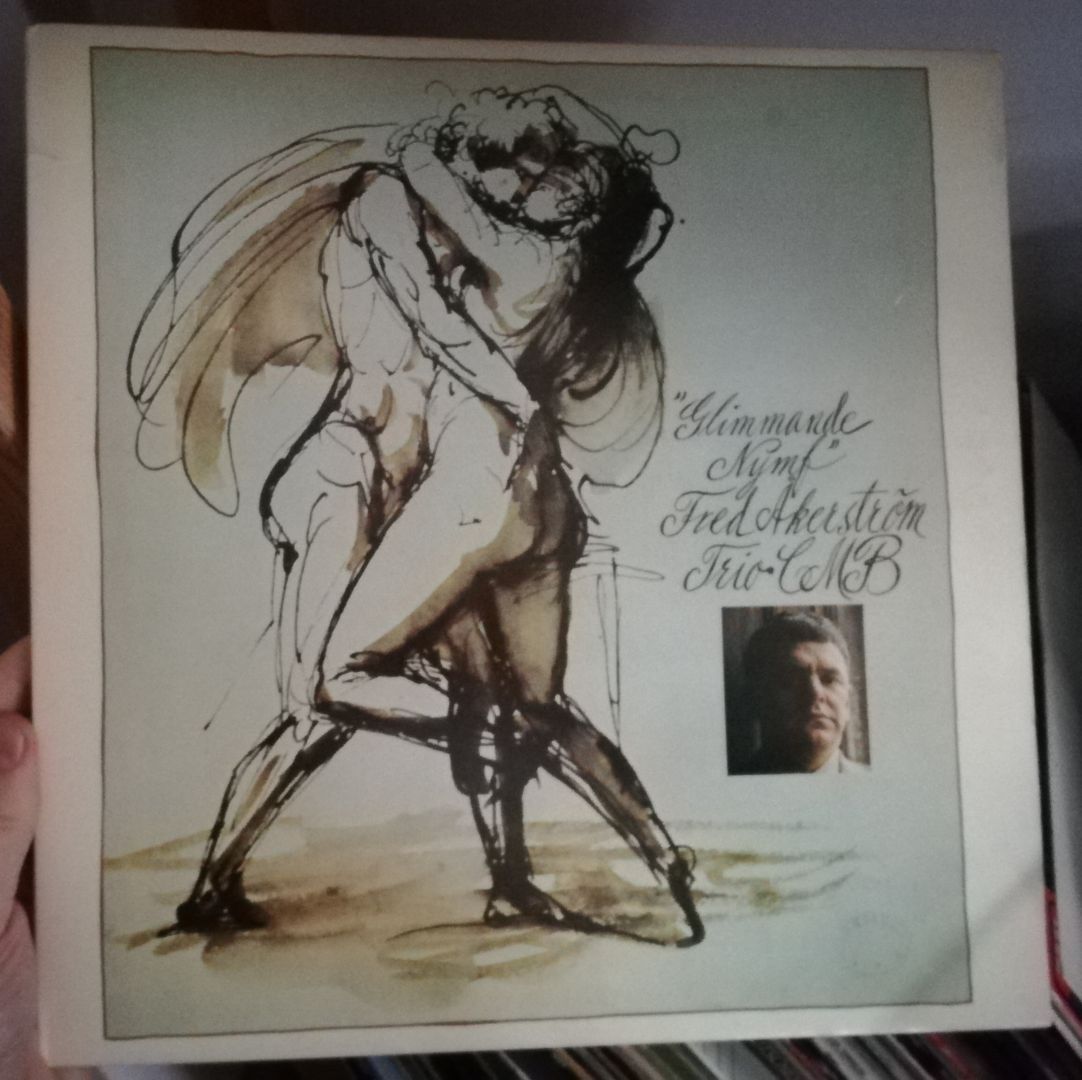 "Glimmande
Nymf"
Fred Åkerström
Trio·CMB